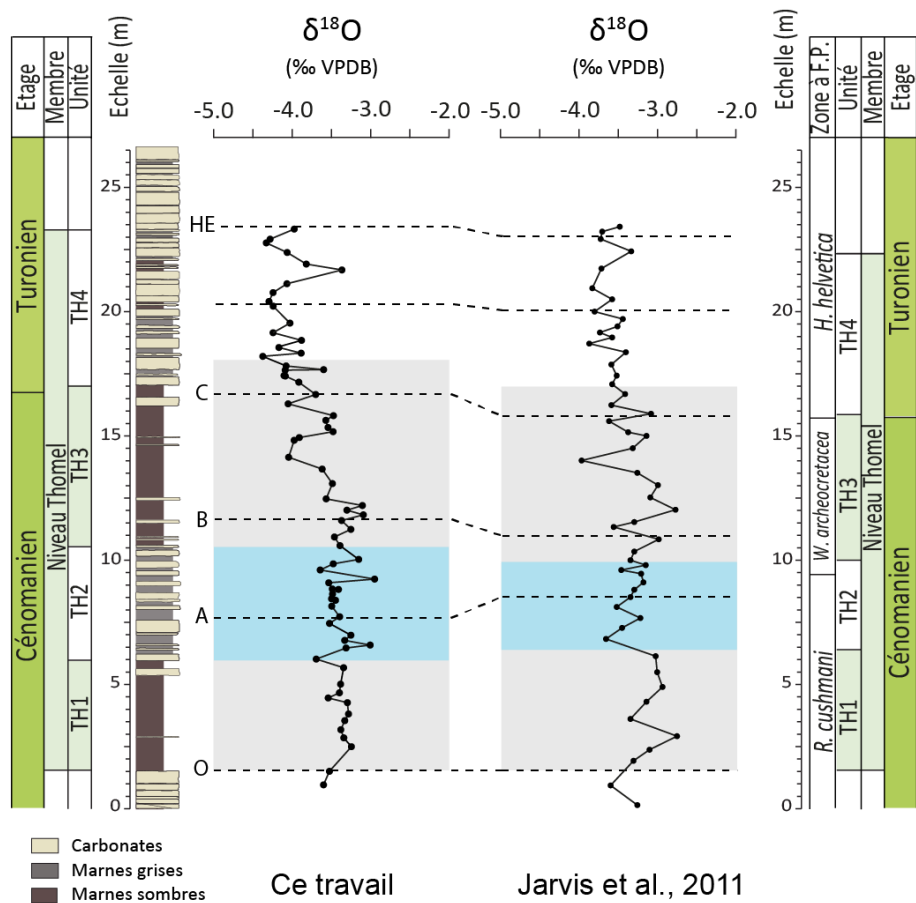 Etage
Membre
Unité
Echelle (m)
δ18O
(‰ VPDB)
-5.0 -4.0 -3.0 -2.0
δ18O
(‰ VPDB)
-5.0 -4.0 -3.0 -2.0
Echelle (m)
Zone à F.P.
Unité
Membre
Etage
Turonien
Cénomanien
Niveau Thomel
TH4
TH3
TH2
TH1
25
20
15
10
5
0
HE
C
B
A
O
25
20
15
10
5
0
H. helvetica
W. archeocretacea
R. cushmani
TH4
TH3
TH2
TH1
Niveau Thomel
Turonien
Cénomanien
Carbonates
Marnes grises
Marnes sombres
Ce travail
Jarvis et al., 2011